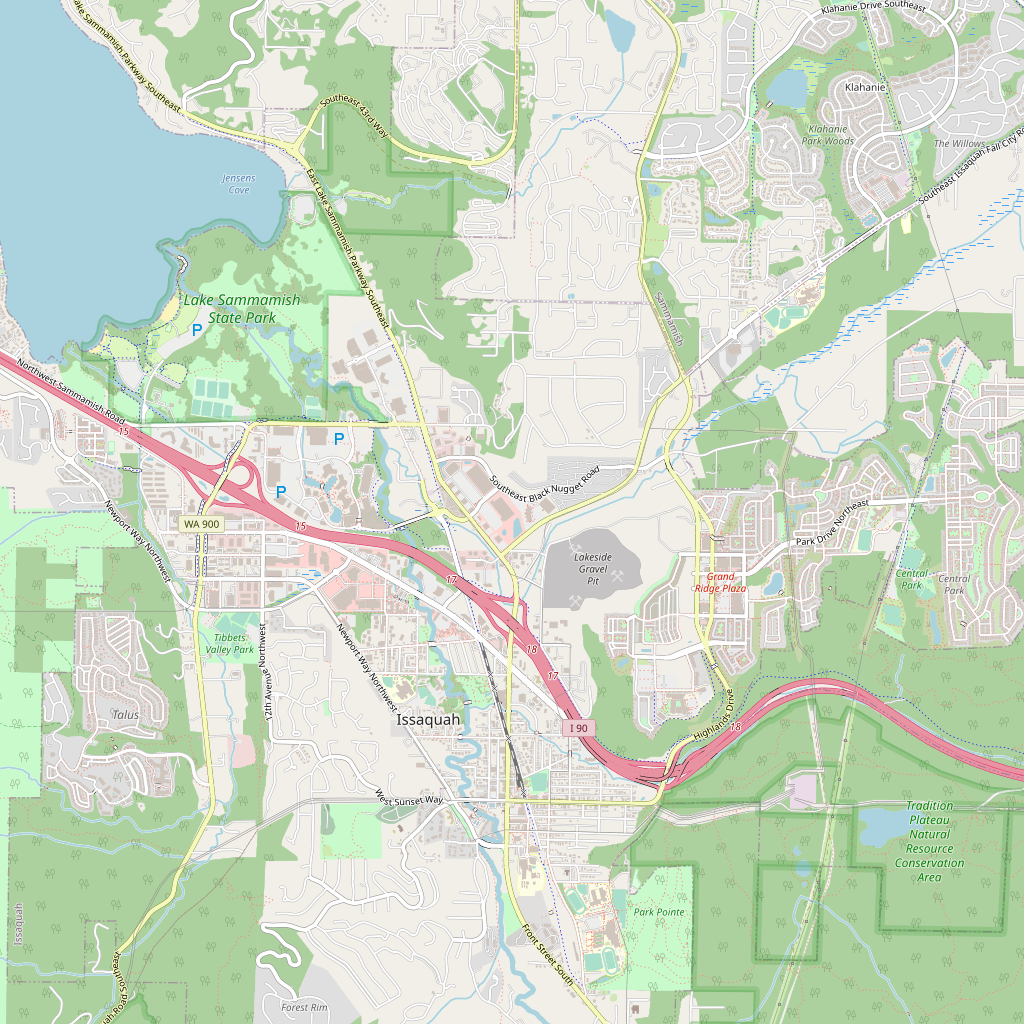 Klahanie Drive Southeast
Lake Sammamish Parkway Southeast
Klahanie
Southeast 43rd Way
Klahanie
Park Woods
The Willows
Southeast Issaquah Fall City Ro
Jensens
Cove
East Lake Sammamish Parkway Southeast
Lake Sammamish
State Park
P
Sammamish
Northwest Sammamish Road
15
P
P
Southeast Black Nugget Road
Newport Way Northwest
WA 900
15
Park Drive Northeast
Lakeside
Gravel
Pit
17
Grand
Ridge Plaza
Central
Park
Central
Park
Tibbets
Valley Park
12th Avenue Northwest
Newport Way Northwest
18
17
Talus
Issaquah
I 90
Highlands Drive
18
West Sunset Way
Tradition
Plateau
Natural
Resource
Conservation
Area
Issaquah
Park Pointe
Front Street South
uah Road Southeast
Forest Rim